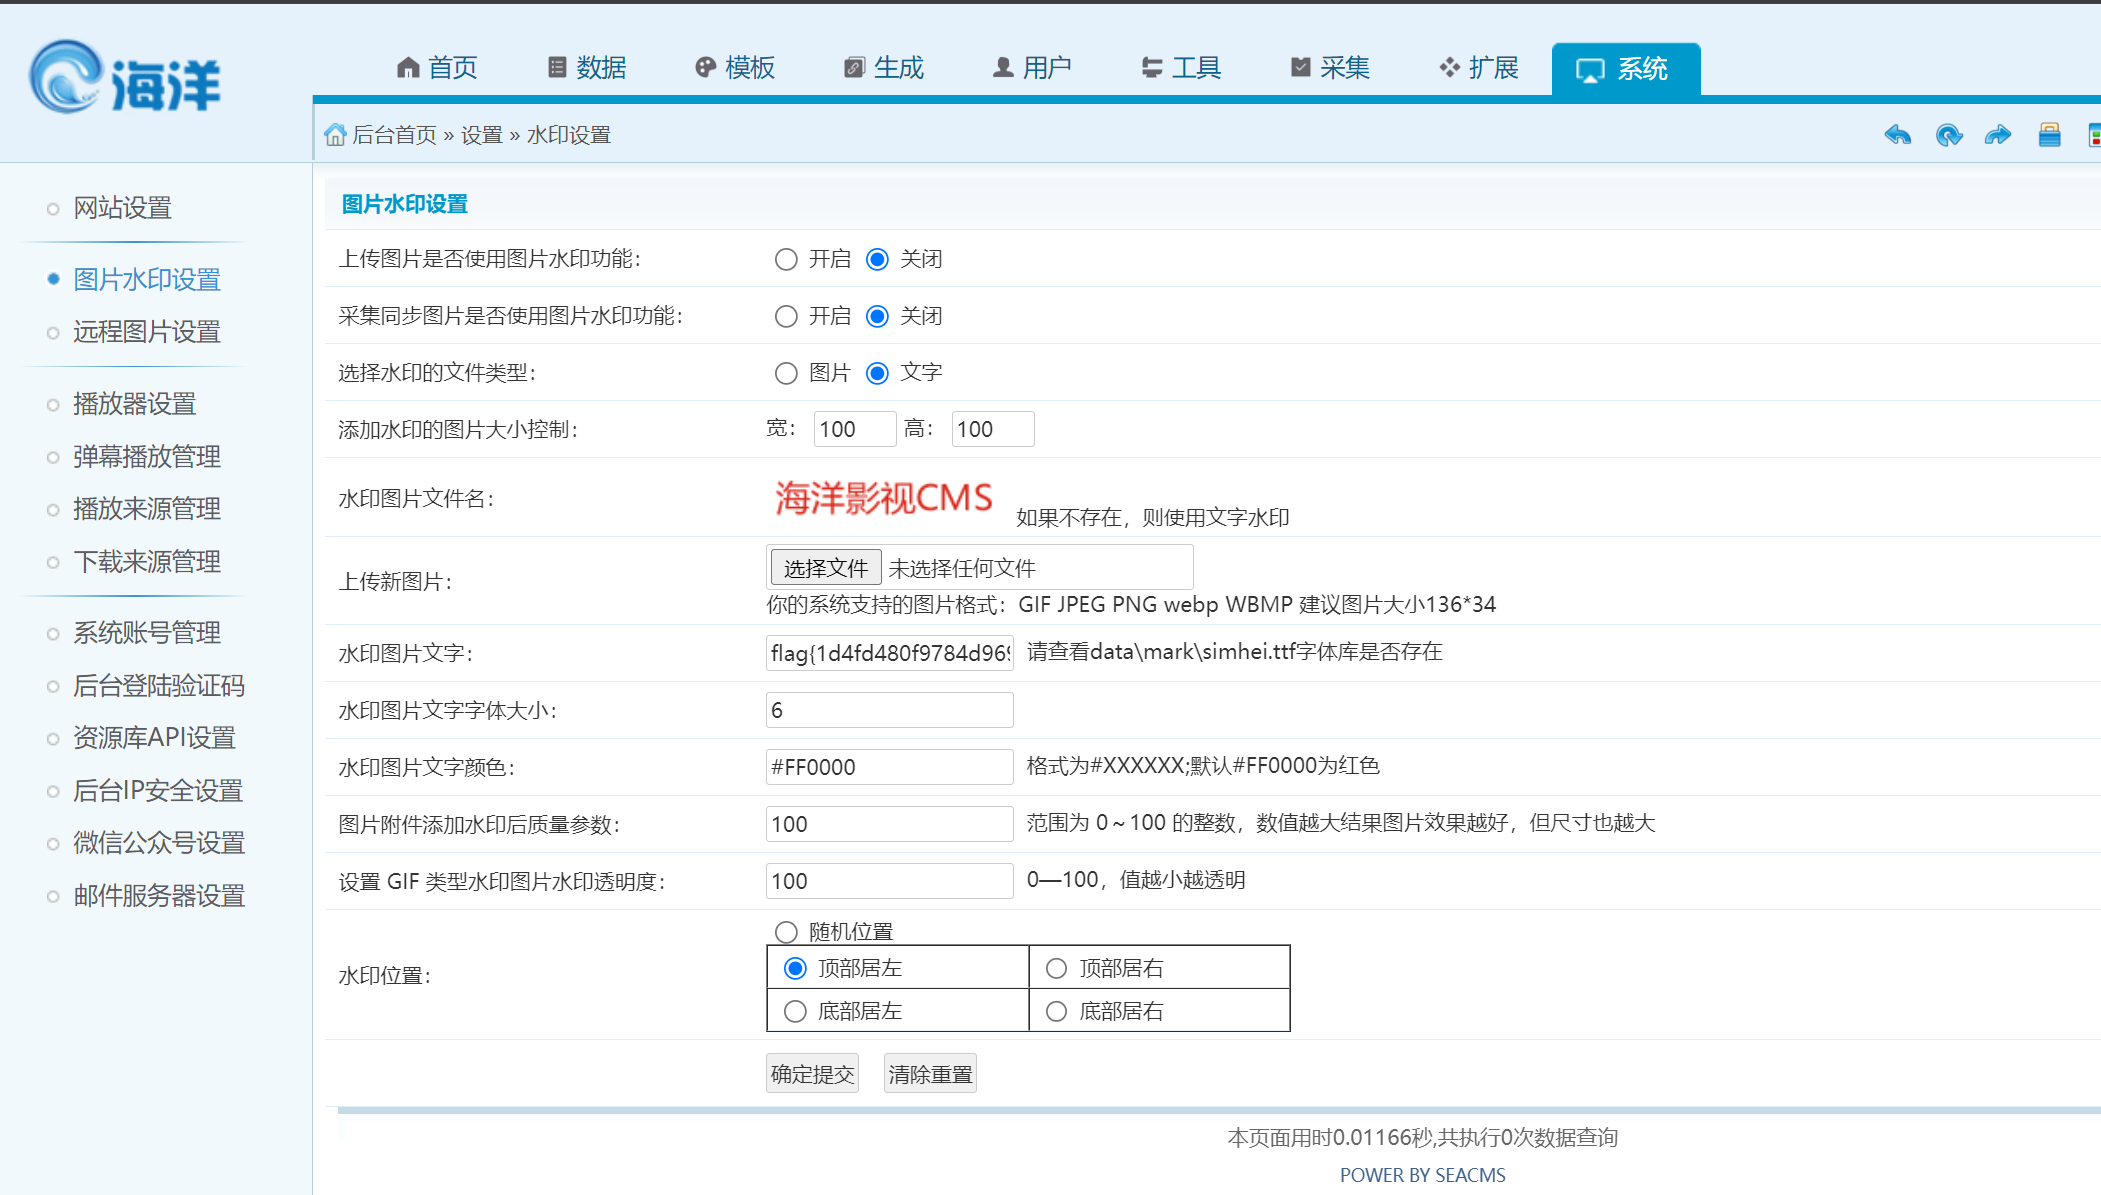 海洋
首页 数据 模板 生成 用户 工具 采集 扩展 系统
后台首页 » 设置 » 水印设置
网站设置
图片水印设置
远程图片设置
播放器设置
弹幕播放管理
播放来源管理
下载来源管理
系统账号管理
后台登陆验证码
资源库API设置
后台IP安全设置
微信公众号设置
邮件服务器设置
图片水印设置
上传图片是否使用图片水印功能: 开启 关闭
采集同步图片是否使用图片水印功能: 开启 关闭
选择水印的文件类型: 图片 文字
添加水印的图片大小控制: 宽: 100 高: 100
水印图片文件名: 海洋影视CMS 如果不存在，则使用文字水印
上传新图片: 选择文件 未选择任何文件
你的系统支持的图片格式：GIF JPEG PNG webp WBMP 建议图片大小136*34
水印图片文字: flag{1d4fd480f9784d969 请查看data\mark\simhei.ttf字体库是否存在
水印图片文字字体大小: 6
水印图片文字颜色: #FF0000 格式为#XXXXXX;默认#FF0000为红色
图片附件添加水印后质量参数: 100 范围为 0～100 的整数，数值越大结果图片效果越好，但尺寸也越大
设置 GIF 类型水印图片水印透明度: 100 0—100，值越小越透明
水印位置: 随机位置
顶部居左 顶部居右
底部居左 底部居右
确定提交 清除重置
本页面用时0.01166秒,共执行0次数据查询
POWER BY SEACMS